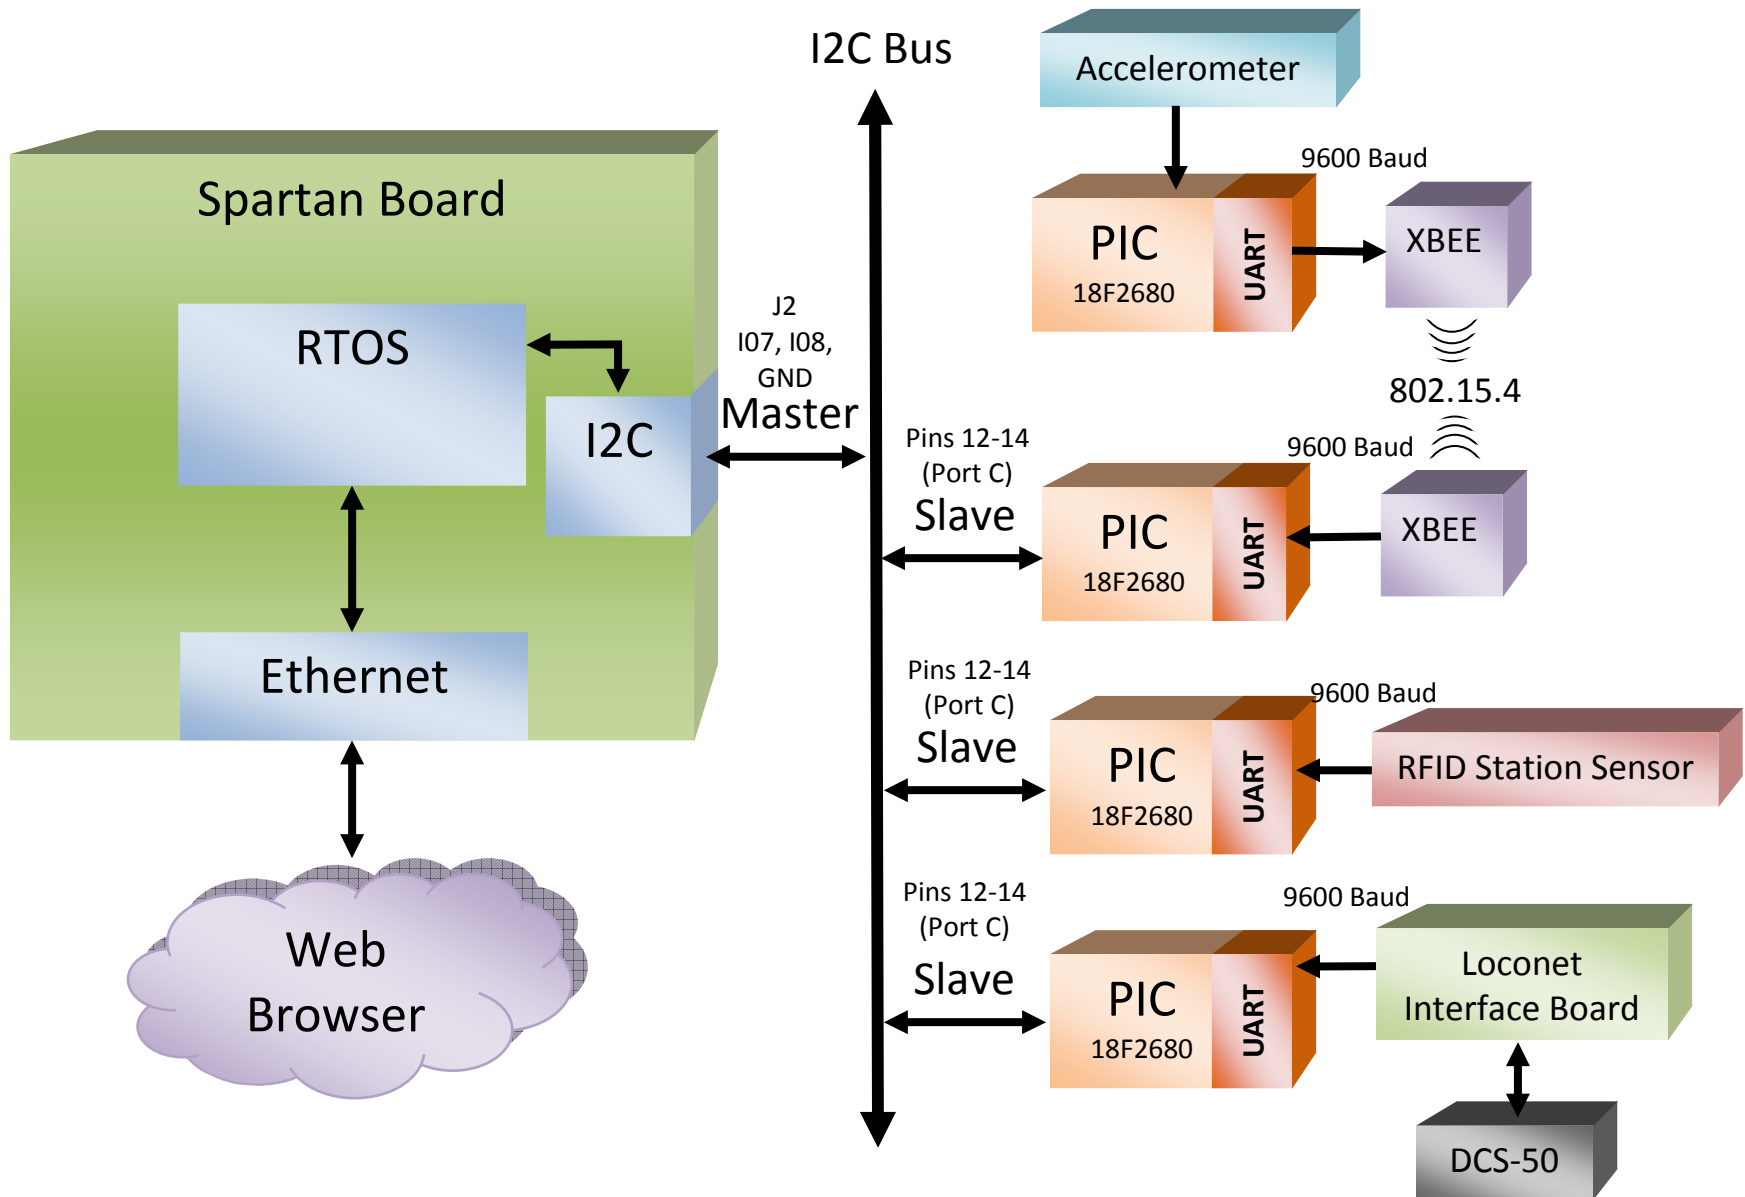 I2C Bus
Spartan Board
RTOS
I2C
Ethernet
Web
Browser
J2
I07, I08,
GND
Master
Accelerometer
9600 Baud
PIC
18F2680
UART
XBEE
802.15.4
Pins 12-14
(Port C)
Slave
9600 Baud
PIC
18F2680
UART
XBEE
Pins 12-14
(Port C)
Slave
9600 Baud
PIC
18F2680
UART
RFID Station Sensor
Pins 12-14
(Port C)
Slave
9600 Baud
PIC
18F2680
UART
Loconet
Interface Board
DCS-50